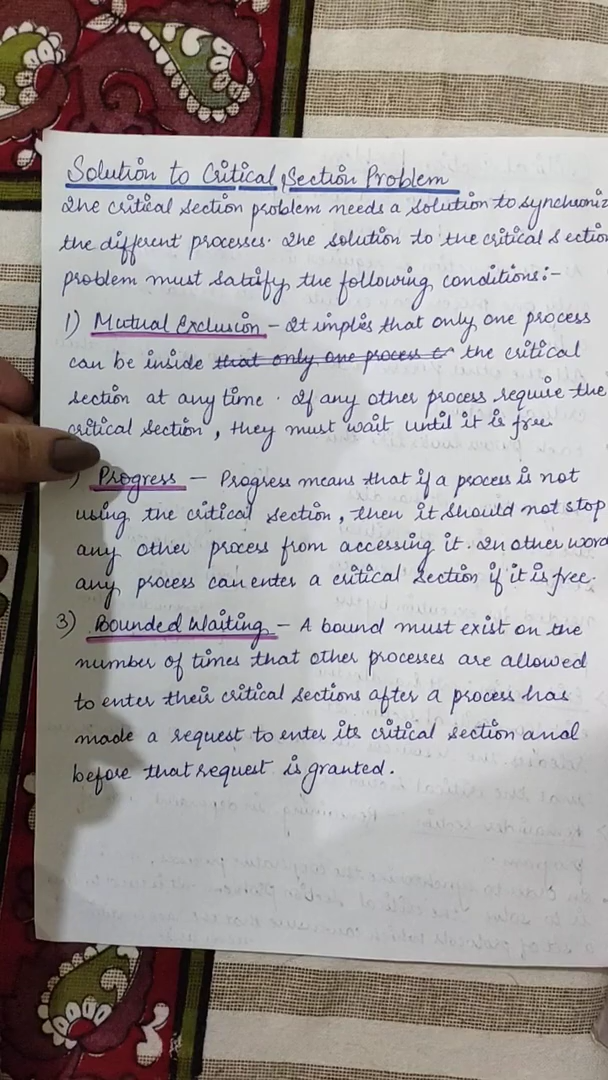 Solution to Critical Section Problem
The critical section problem needs a solution to synchroniz
the different processes. The solution to the critical section
problem must satisfy the following conditions:-
1) Mutual Exclusion - It implies that only one process
can be inside that only one process the critical
section at any time. If any other process require the
critical section, they must wait until it is free.
) Progress - Progress means that if a process is not
using the critical section, then it should not stop
any other process from accessing it. In other word
any process can enter a critical section if it is free.
3) Bounded Waiting - A bound must exist on the
number of times that other processes are allowed
to enter their critical sections after a process has
made a request to enter its critical section and
before that request is granted.